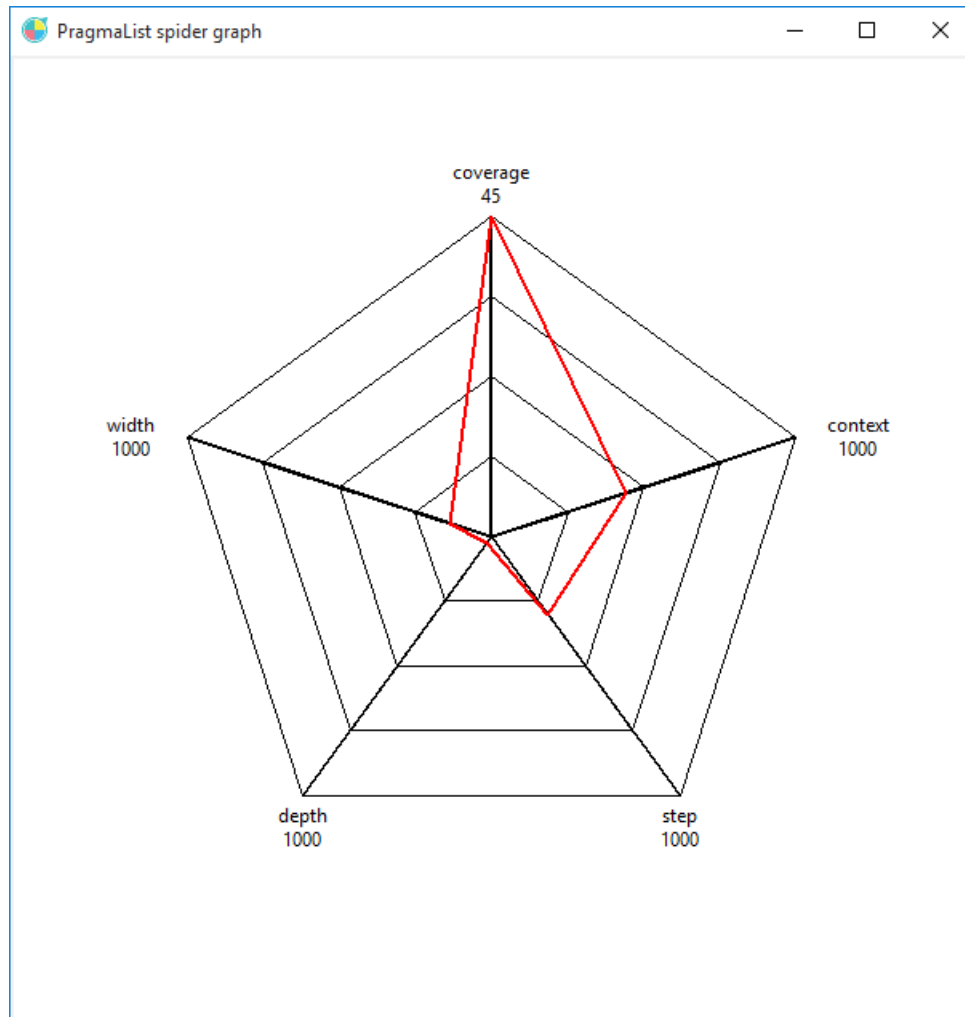 PragmaList spider graph
coverage
45
width
1000
context
1000
depth
1000
step
1000